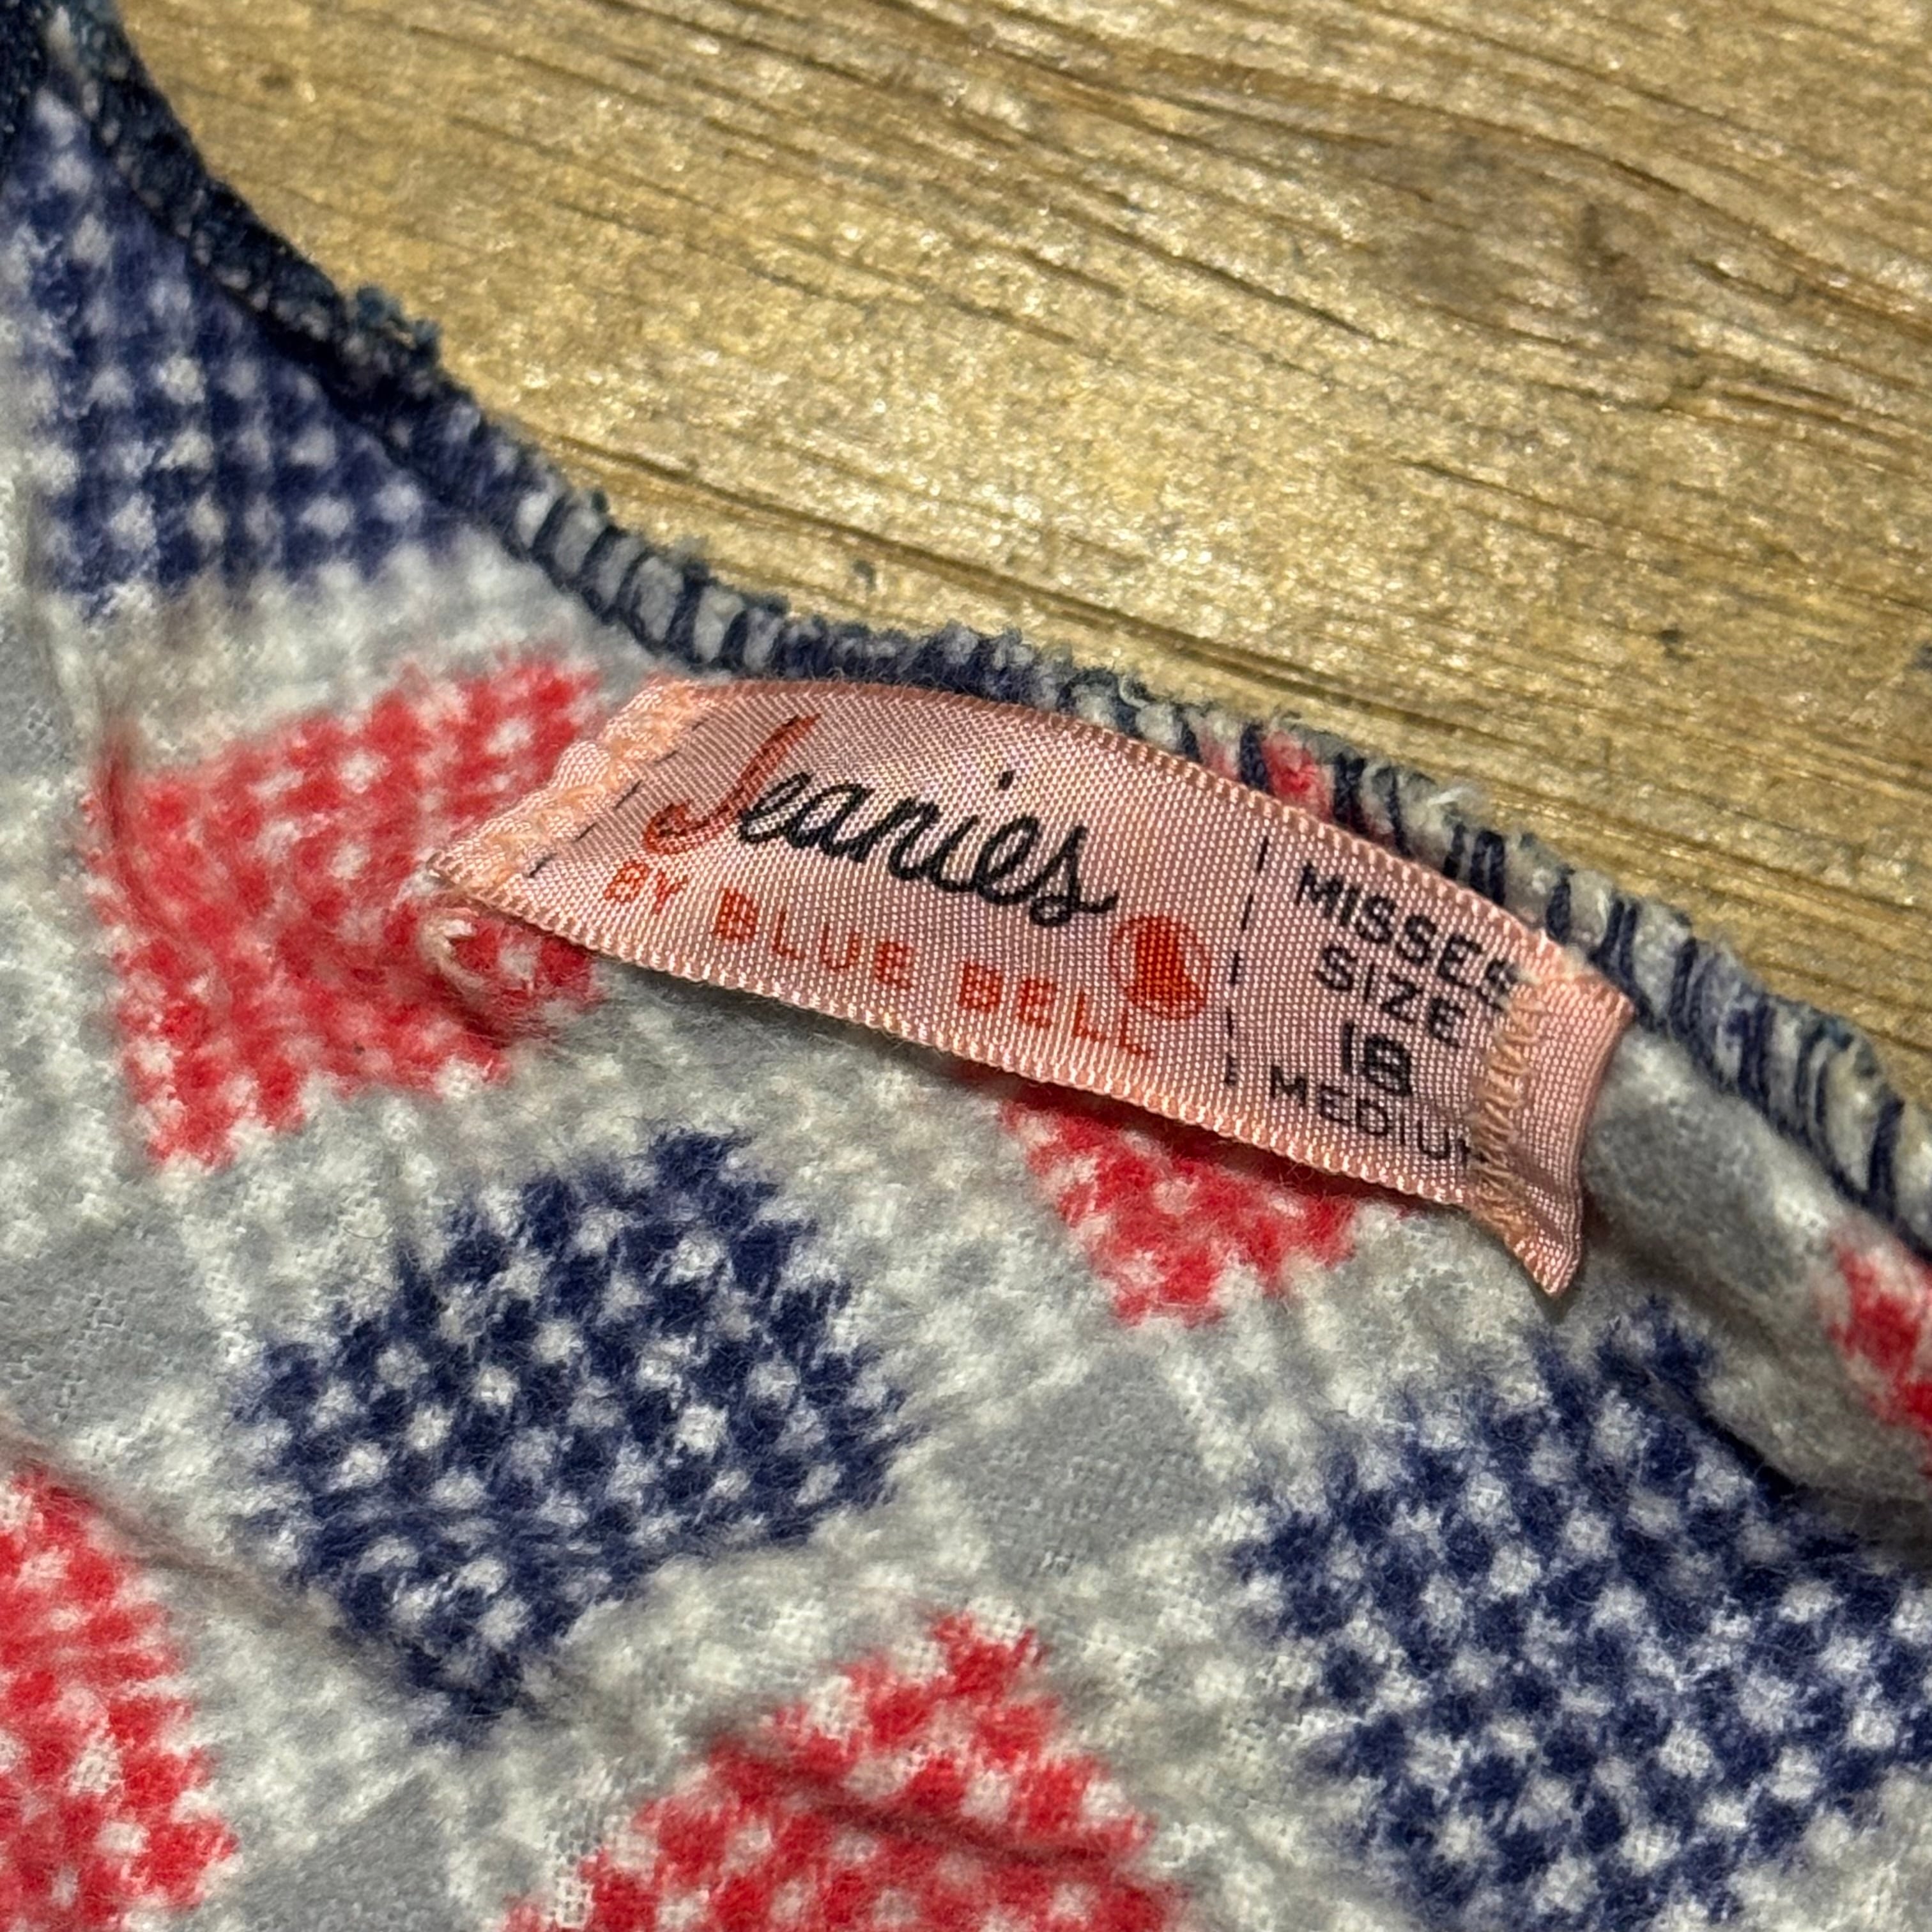 Jeanies
BY BLUE BELL
MISSES
SIZE
18
MEDIUM